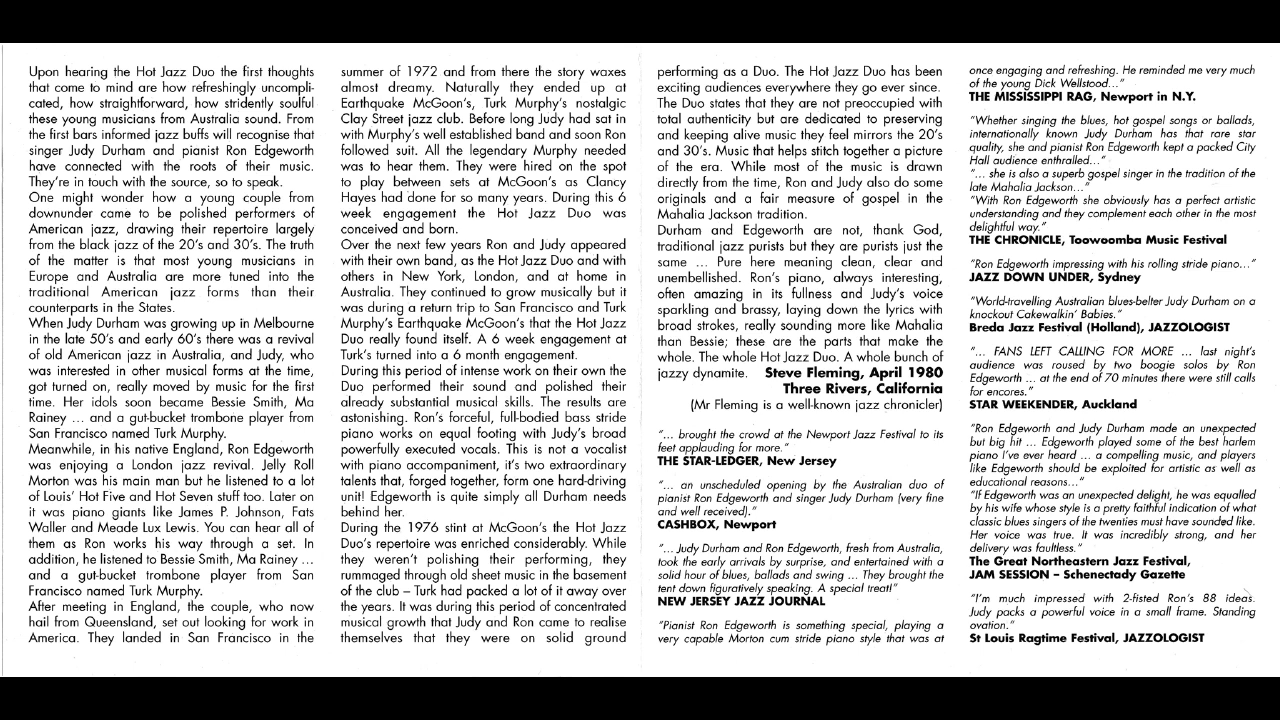 Upon hearing the Hot Jazz Duo the first thoughts
that come to mind are how refreshingly uncompli-
cated, how straightforward, how stridently soulful
these young musicians from Australia sound. From
the first bars informed jazz buffs will recognise that
singer Judy Durham and pianist Ron Edgeworth
have connected with the roots of their music.
They're in touch with the source, so to speak.
One might wonder how a young couple from
downunder came to be polished performers of
American jazz, drawing their repertoire largely
from the black jazz of the 20's and 30's. The truth
of the matter is that most young musicians in
Europe and Australia are more tuned into the
traditional American jazz forms than their
counterparts in the States.
When Judy Durham was growing up in Melbourne
in the late 50's and early 60's there was a revival
of old American jazz in Australia, and Judy, who
was interested in other musical forms at the time,
got turned on, really moved by music for the first
time. Her idols soon became Bessie Smith, Ma
Rainey ... and a gut-bucket trombone player from
San Francisco named Turk Murphy.
Meanwhile, in his native England, Ron Edgeworth
was enjoying a London jazz revival. Jelly Roll
Morton was his main man but he listened to a lot
of Louis' Hot Five and Hot Seven stuff too. Later on
it was piano giants like James P. Johnson, Fats
Waller and Meade Lux Lewis. You can hear all of
them as Ron works his way through a set. In
addition, he listened to Bessie Smith, Ma Rainey ...
and a gut-bucket trombone player from San
Francisco named Turk Murphy.
After meeting in England, the couple, who now
hail from Queensland, set out looking for work in
America. They landed in San Francisco in the
summer of 1972 and from there the story waxes
almost dreamy. Naturally they ended up at
Earthquake McGoon's, Turk Murphy's nostalgic
Clay Street jazz club. Before long Judy had sat in
with Murphy's well established band and soon Ron
followed suit. All the legendary Murphy needed
was to hear them. They were hired on the spot
to play between sets at McGoon's as Clancy
Hayes had done for so many years. During this 6
week engagement the Hot Jazz Duo was
conceived and born.
Over the next few years Ron and Judy appeared
with their own band, as the Hot Jazz Duo and with
others in New York, London, and at home in
Australia. They continued to grow musically but it
was during a return trip to San Francisco and Turk
Murphy's Earthquake McGoon's that the Hot Jazz
Duo really found itself. A 6 week engagement at
Turk's turned into a 6 month engagement.
During this period of intense work on their own the
Duo performed their sound and polished their
already substantial musical skills. The results are
astonishing. Ron's forceful, full-bodied bass stride
piano works on equal footing with Judy's broad
powerfully executed vocals. This is not a vocalist
with piano accompaniment, it's two extraordinary
talents that, forged together, form one hard-driving
unit! Edgeworth is quite simply all Durham needs
behind her.
During the 1976 stint at McGoon's the Hot Jazz
Duo's repertoire was enriched considerably. While
they weren't polishing their performing, they
rummaged through old sheet music in the basement
of the club – Turk had packed a lot of it away over
the years. It was during this period of concentrated
musical growth that Judy and Ron came to realise
themselves that they were on solid ground
performing as a Duo. The Hot Jazz Duo has been
exciting audiences everywhere they go ever since.
The Duo states that they are not preoccupied with
total authenticity but are dedicated to preserving
and keeping alive music they feel mirrors the 20's
and 30's. Music that helps stitch together a picture
of the era. While most of the music is drawn
directly from the time, Ron and Judy also do some
originals and a fair measure of gospel in the
Mahalia Jackson tradition.
Durham and Edgeworth are not, thank God,
traditional jazz purists but they are purists just the
same ... Pure here meaning clean, clear and
unembellished. Ron's piano, always interesting,
often amazing in its fullness and Judy's voice
sparkling and brassy, laying down the lyrics with
broad strokes, really sounding more like Mahalia
than Bessie; these are the parts that make the
whole. The whole Hot Jazz Duo. A whole bunch of
jazzy dynamite. Steve Fleming, April 1980
Three Rivers, California
(Mr Fleming is a well-known jazz chronicler)
"... brought the crowd at the Newport Jazz Festival to its
feet applauding for more."
THE STAR-LEDGER, New Jersey
"... an unscheduled opening by the Australian duo of
pianist Ron Edgeworth and singer Judy Durham (very fine
and well received)."
CASHBOX, Newport
"... Judy Durham and Ron Edgeworth, fresh from Australia,
took the early arrivals by surprise, and entertained with a
solid hour of blues, ballads and swing ... They brought the
tent down figuratively speaking. A special treat!"
NEW JERSEY JAZZ JOURNAL
"Pianist Ron Edgeworth is something special, playing a
very capable Morton cum stride piano style that was at
once engaging and refreshing. He reminded me very much
of the young Dick Wellstood..."
THE MISSISSIPPI RAG, Newport in N.Y.
"Whether singing the blues, hot gospel songs or ballads,
internationally known Judy Durham has that rare star
quality, she and pianist Ron Edgeworth kept a packed City
Hall audience enthralled..."
"... she is also a superb gospel singer in the tradition of the
late Mahalia Jackson..."
"With Ron Edgeworth she obviously has a perfect artistic
understanding and they complement each other in the most
delightful way."
THE CHRONICLE, Toowoomba Music Festival
"Ron Edgeworth impressing with his rolling stride piano..."
JAZZ DOWN UNDER, Sydney
"World-travelling Australian blues-belter Judy Durham on a
knockout Cakewalkin' Babies."
Breda Jazz Festival (Holland), JAZZOLOGIST
"... FANS LEFT CALLING FOR MORE ... last night's
audience was roused by two boogie solos by Ron
Edgeworth ... at the end of 70 minutes there were still calls
for encores."
STAR WEEKENDER, Auckland
"Ron Edgeworth and Judy Durham made an unexpected
but big hit ... Edgeworth played some of the best harlem
piano I've ever heard ... a compelling music, and players
like Edgeworth should be exploited for artistic as well as
educational reasons..."
"If Edgeworth was an unexpected delight, he was equalled
by his wife whose style is a pretty faithful indication of what
classic blues singers of the twenties must have sounded like.
Her voice was true. It was incredibly strong, and her
delivery was faultless."
The Great Northeastern Jazz Festival,
JAM SESSION – Schenectady Gazette
"I'm much impressed with 2-fisted Ron's 88 ideas.
Judy packs a powerful voice in a small frame. Standing
ovation."
St Louis Ragtime Festival, JAZZOLOGIST